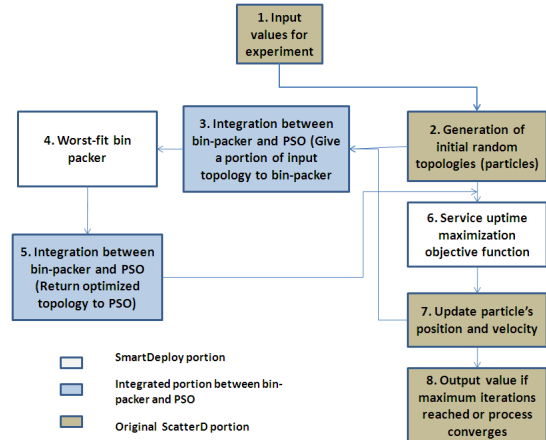 1. Input
values for
experiment
2. Generation of
initial random
topologies (particles)
3. Integration between
bin-packer and PSO (Give
a portion of input
topology to bin-packer
4. Worst-fit bin
packer
5. Integration between
bin-packer and PSO
(Return optimized
topology to PSO)
6. Service uptime
maximization
objective function
7. Update particle's
position and velocity
8. Output value if
maximum iterations
reached or process
converges
SmartDeploy portion
Integrated portion between bin-
packer and PSO
Original ScatterD portion